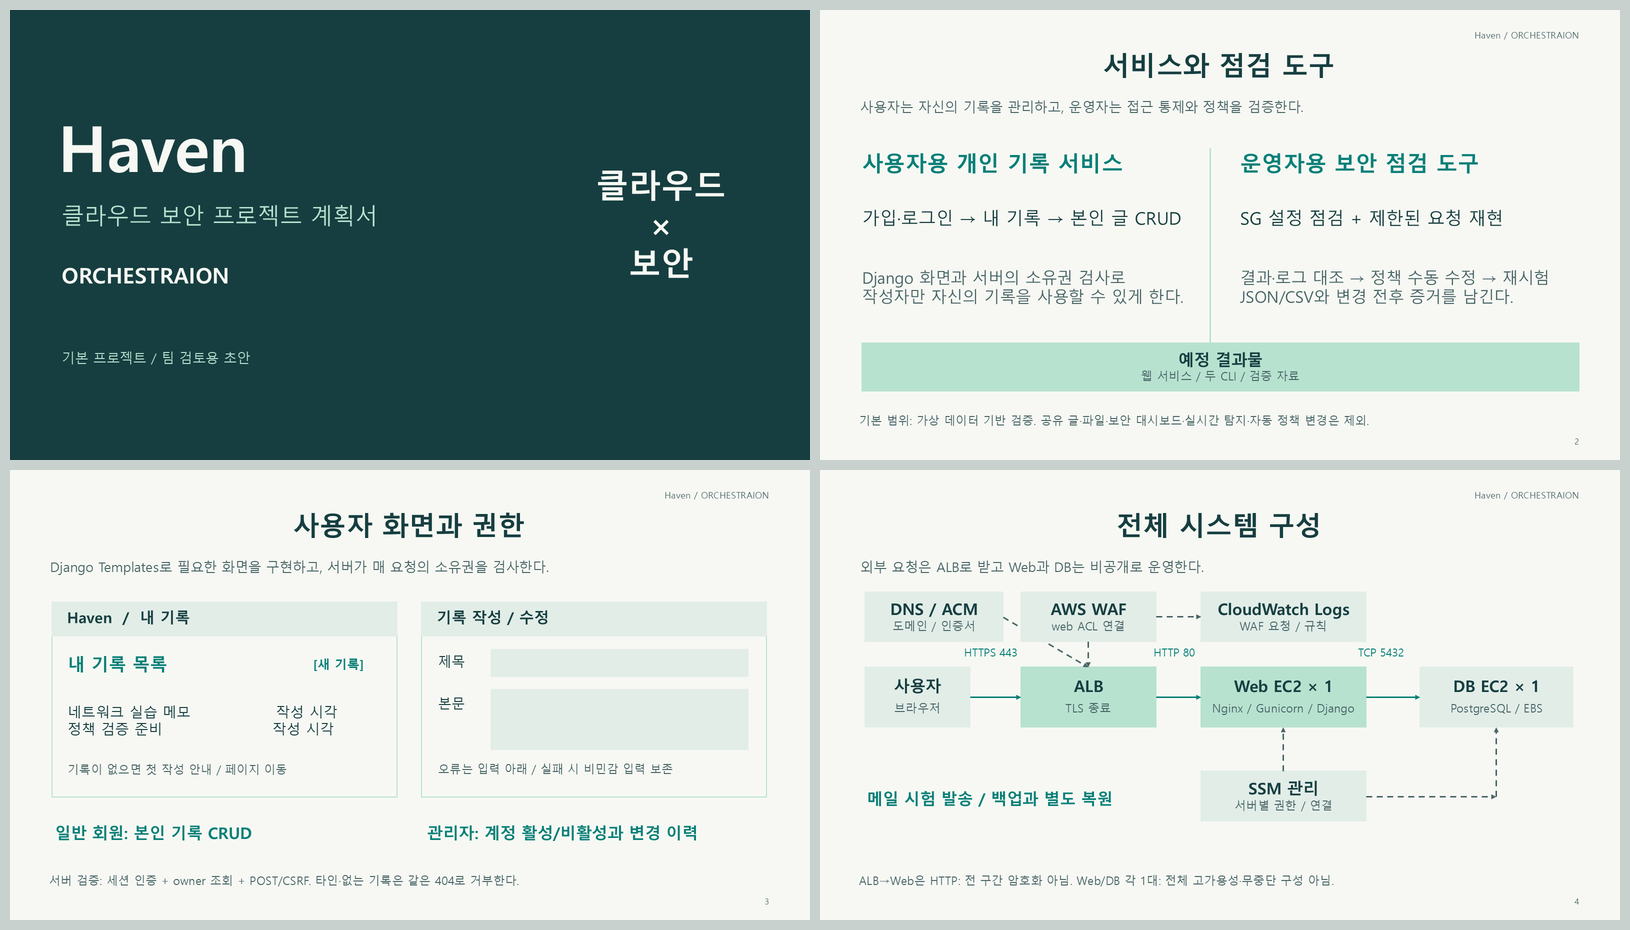 Haven
클라우드 보안 프로젝트 계획서
ORCHESTRAION
기본 프로젝트 / 팀 검토용 초안
클라우드
×
보안
Haven / ORCHESTRAION
서비스와 점검 도구
사용자는 자신의 기록을 관리하고, 운영자는 접근 통제와 정책을 검증한다.
사용자용 개인 기록 서비스
가입·로그인 → 내 기록 → 본인 글 CRUD
Django 화면과 서버의 소유권 검사로
작성자만 자신의 기록을 사용할 수 있게 한다.
운영자용 보안 점검 도구
SG 설정 점검 + 제한된 요청 재현
결과·로그 대조 → 정책 수동 수정 → 재시험
JSON/CSV와 변경 전후 증거를 남긴다.
예정 결과물
웹 서비스 / 두 CLI / 검증 자료
기본 범위: 가상 데이터 기반 검증. 공유 글·파일·보안 대시보드·실시간 탐지·자동 정책 변경은 제외.
2
Haven / ORCHESTRAION
사용자 화면과 권한
Django Templates로 필요한 화면을 구현하고, 서버가 매 요청의 소유권을 검사한다.
Haven / 내 기록
내 기록 목록
[새 기록]
네트워크 실습 메모 작성 시각
정책 검증 준비 작성 시각
기록이 없으면 첫 작성 안내 / 페이지 이동
기록 작성 / 수정
제목
본문
오류는 입력 아래 / 실패 시 비민감 입력 보존
일반 회원: 본인 기록 CRUD
관리자: 계정 활성/비활성과 변경 이력
서버 검증: 세션 인증 + owner 조회 + POST/CSRF. 타인·없는 기록은 같은 404로 거부한다.
3
Haven / ORCHESTRAION
전체 시스템 구성
외부 요청은 ALB로 받고 Web과 DB는 비공개로 운영한다.
DNS / ACM
도메인 / 인증서
AWS WAF
web ACL 연결
CloudWatch Logs
WAF 요청 / 규칙
HTTPS 443
HTTP 80
TCP 5432
사용자
브라우저
ALB
TLS 종료
Web EC2 × 1
Nginx / Gunicorn / Django
DB EC2 × 1
PostgreSQL / EBS
SSM 관리
서버별 권한 / 연결
메일 시험 발송 / 백업과 별도 복원
ALB→Web은 HTTP: 전 구간 암호화 아님. Web/DB 각 1대: 전체 고가용성·무중단 구성 아님.
4